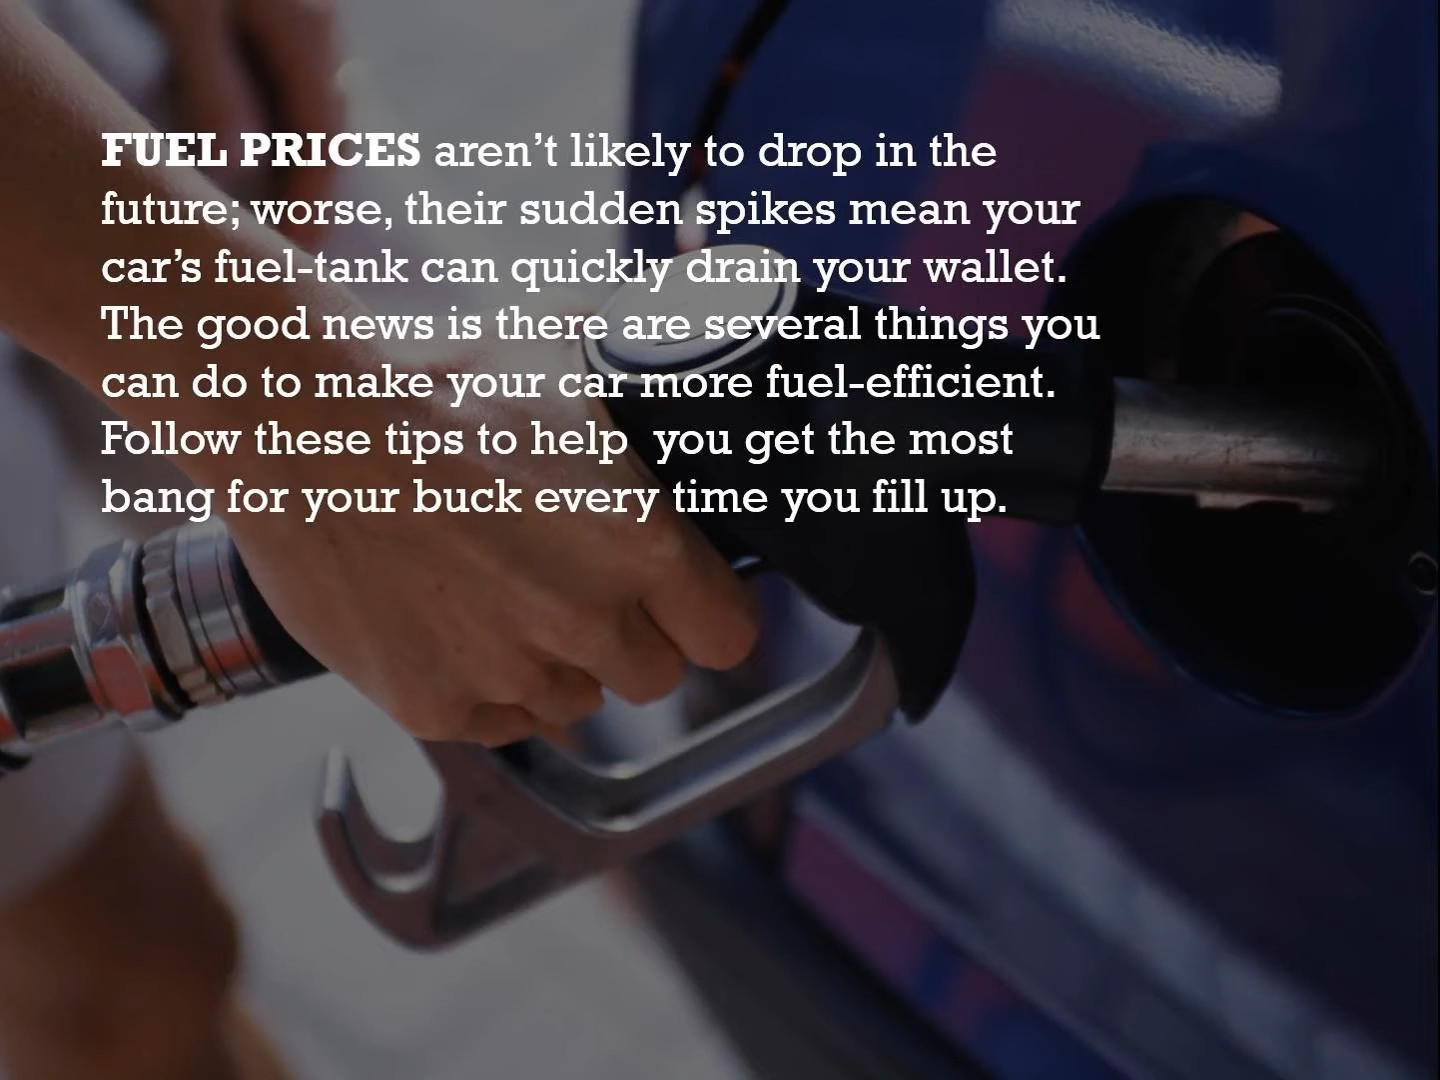 FUEL PRICES aren’t likely to drop in the
future; worse, their sudden spikes mean your
car’s fuel-tank can quickly drain your wallet.
The good news is there are several things you
can do to make your car more fuel-efficient.
Follow these tips to help  you get the most
bang for your buck every time you fill up.